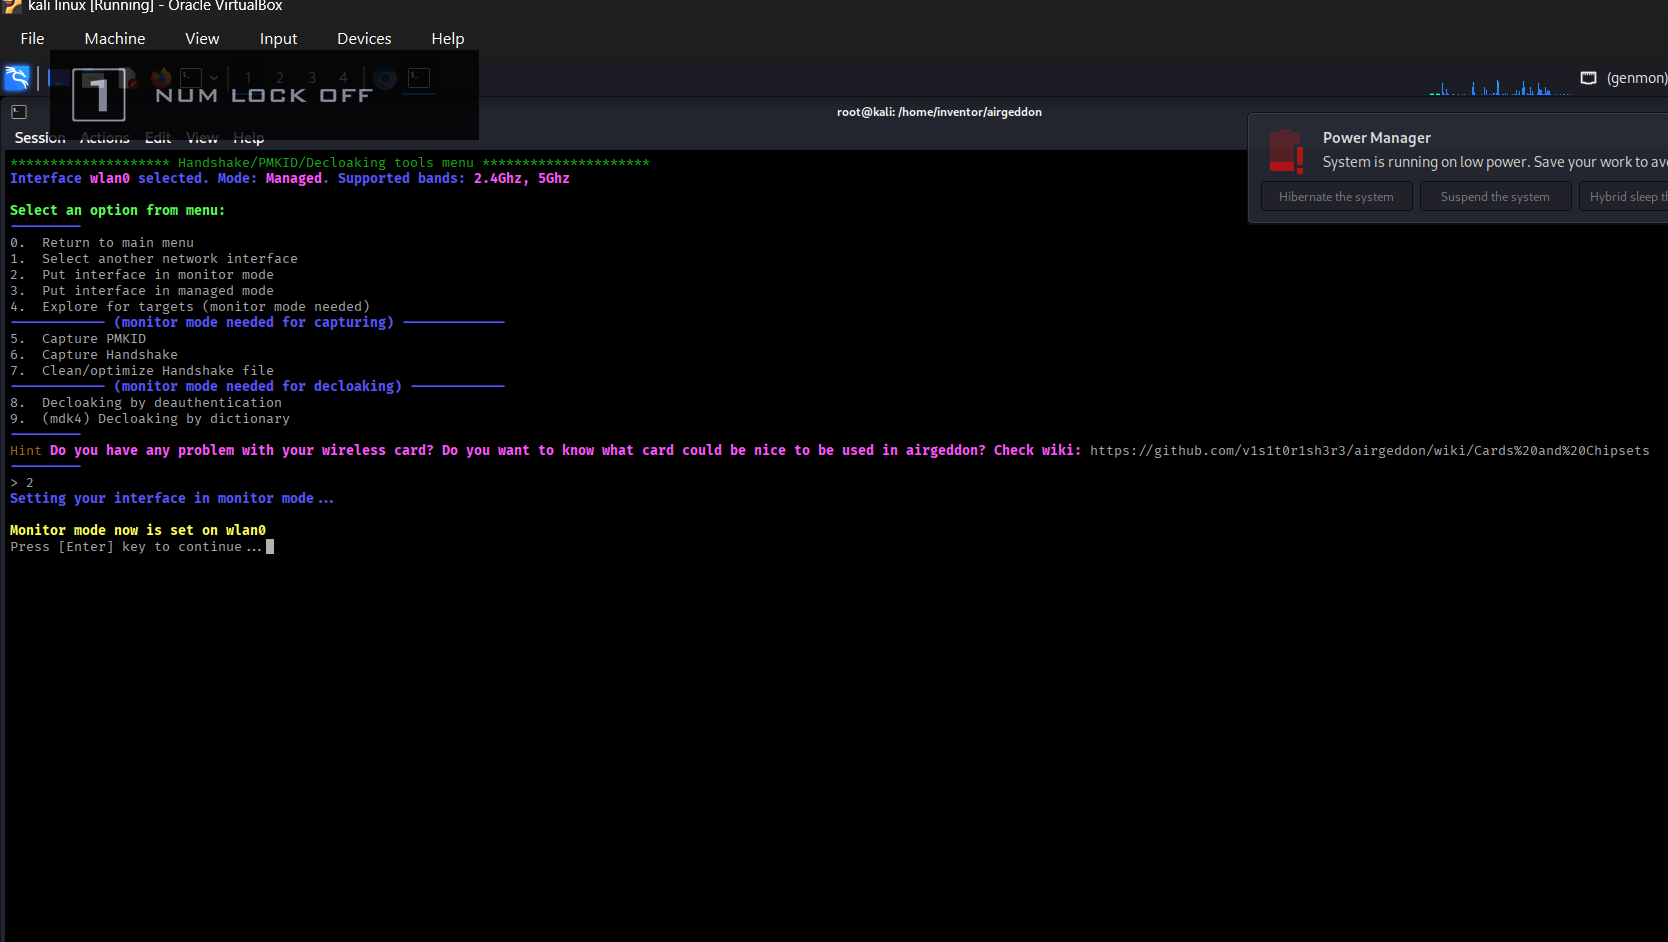 kali linux [Running] - Oracle VirtualBox
File Machine View Input Devices Help
1 2 3 4
(genmon)
1 NUM LOCK OFF
root@kali: /home/inventor/airgeddon
Session Actions Edit View Help
Power Manager
System is running on low power. Save your work to avo
Hibernate the system Suspend the system Hybrid sleep th
******************** Handshake/PMKID/Decloaking tools menu *********************
Interface wlan0 selected. Mode: Managed. Supported bands: 2.4Ghz, 5Ghz
Select an option from menu:
0. Return to main menu
1. Select another network interface
2. Put interface in monitor mode
3. Put interface in managed mode
4. Explore for targets (monitor mode needed)
(monitor mode needed for capturing)
5. Capture PMKID
6. Capture Handshake
7. Clean/optimize Handshake file
(monitor mode needed for decloaking)
8. Decloaking by deauthentication
9. (mdk4) Decloaking by dictionary
Hint Do you have any problem with your wireless card? Do you want to know what card could be nice to be used in airgeddon? Check wiki: https://github.com/v1s1t0r1sh3r3/airgeddon/wiki/Cards%20and%20Chipsets
> 2
Setting your interface in monitor mode...
Monitor mode now is set on wlan0
Press [Enter] key to continue...